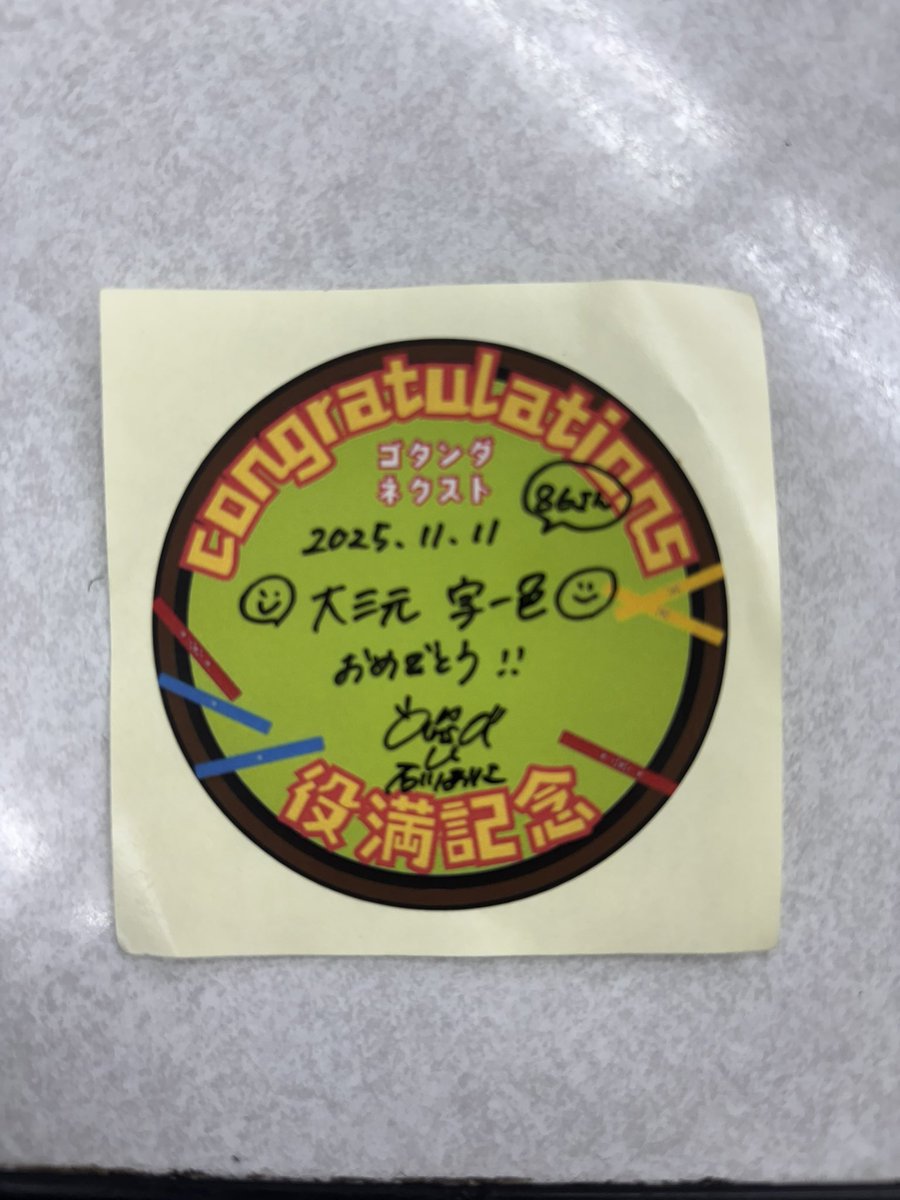 congratulatins
ゴタンダ
ネクスト
86さん
2025.11.11
大三元 字一色
おめでとう!!
役満記念